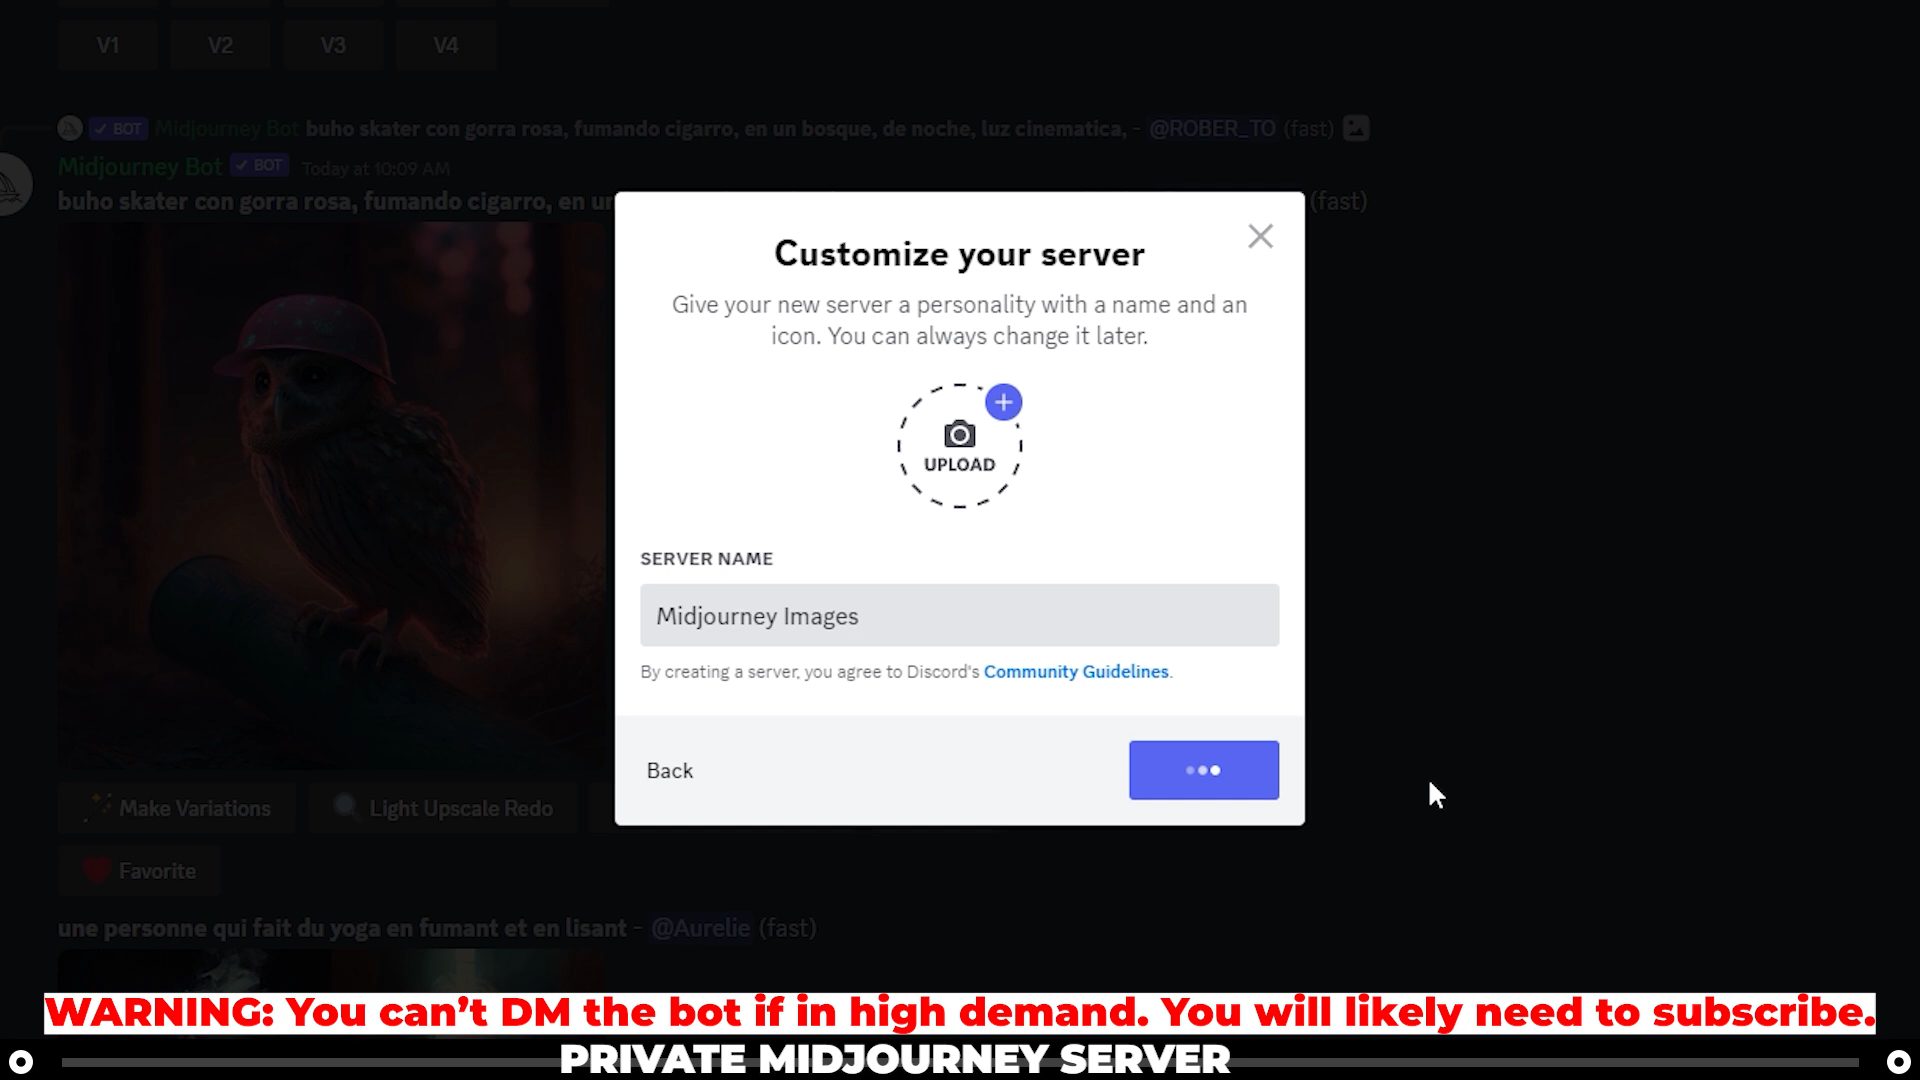 V1 V2 V3 V4
BOT Midjourney Bot buho skater con gorra rosa, fumando cigarro, en un bosque, de noche, luz cinematica, - @ROBER_TO (fast)
Midjourney Bot BOT Today at 10:09 AM
buho skater con gorra rosa, fumando cigarro, en un (fast)
Customize your server
Give your new server a personality with a name and an
icon. You can always change it later.
UPLOAD
SERVER NAME
Midjourney Images
By creating a server, you agree to Discord's Community Guidelines.
Back
Make Variations Light Upscale Redo
Favorite
une personne qui fait du yoga en fumant et en lisant - @Aurelie (fast)
WARNING: You can’t DM the bot if in high demand. You will likely need to subscribe.
PRIVATE MIDJOURNEY SERVER